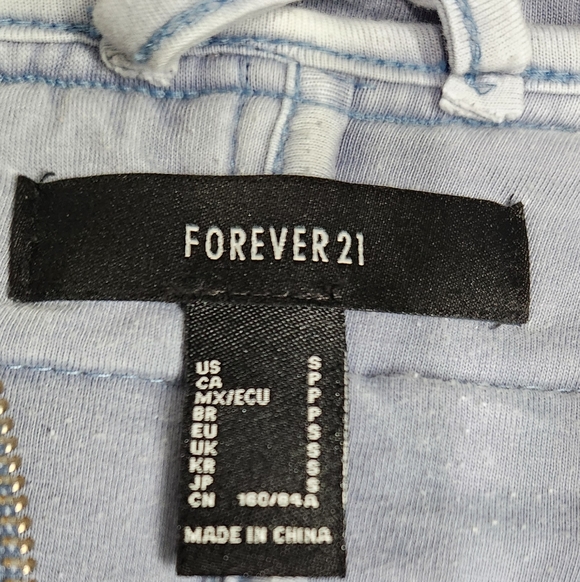 FOREVER 21
US S
CA P
MX/ECU P
BR P
EU S
UK S
KR S
JP S
CN 160/84A
MADE IN CHINA